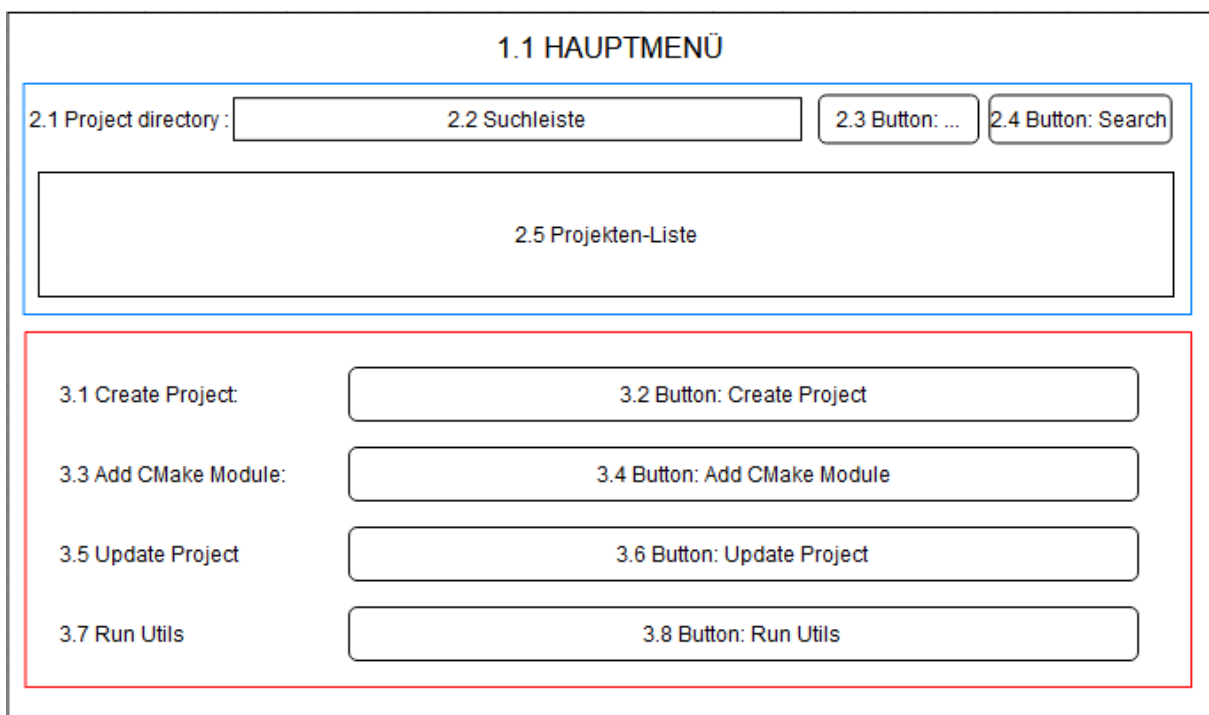 1.1 HAUPTMENÜ
2.1 Project directory : 2.2 Suchleiste 2.3 Button: ... 2.4 Button: Search
2.5 Projekten-Liste
3.1 Create Project: 3.2 Button: Create Project
3.3 Add CMake Module: 3.4 Button: Add CMake Module
3.5 Update Project 3.6 Button: Update Project
3.7 Run Utils 3.8 Button: Run Utils